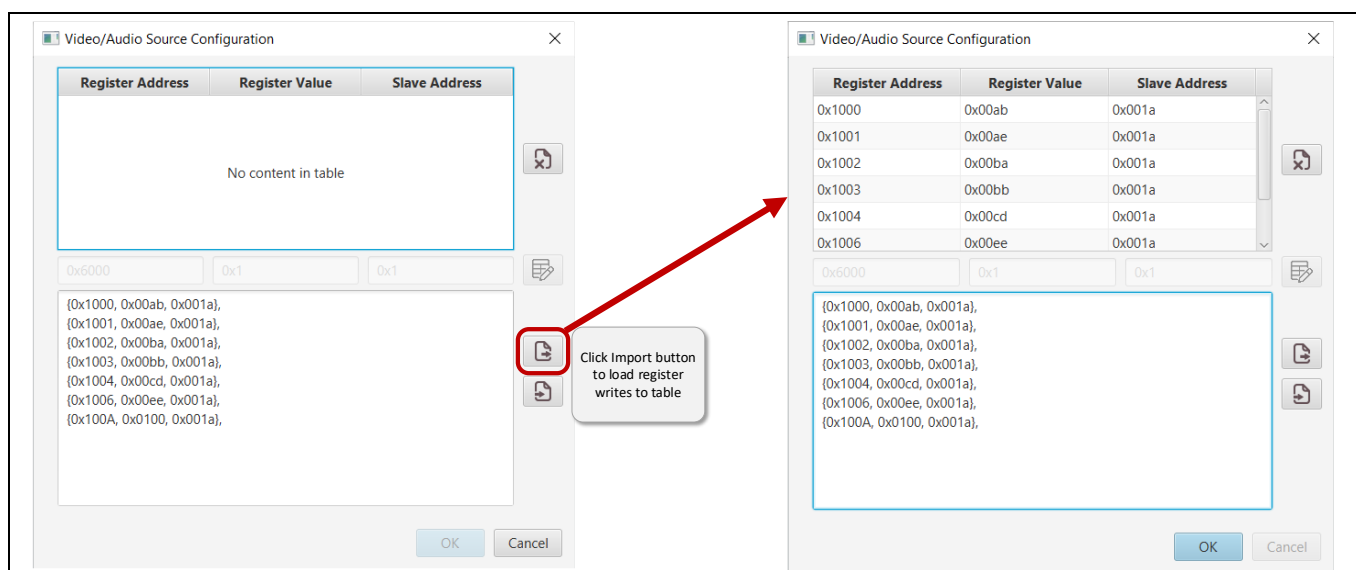 Video/Audio Source Configuration
Register Address Register Value Slave Address
No content in table
0x6000 0x1 0x1
{0x1000, 0x00ab, 0x001a},
{0x1001, 0x00ae, 0x001a},
{0x1002, 0x00ba, 0x001a},
{0x1003, 0x00bb, 0x001a},
{0x1004, 0x00cd, 0x001a},
{0x1006, 0x00ee, 0x001a},
{0x100A, 0x0100, 0x001a},
OK Cancel
Click Import button
to load register
writes to table
Video/Audio Source Configuration
Register Address Register Value Slave Address
0x1000 0x00ab 0x001a
0x1001 0x00ae 0x001a
0x1002 0x00ba 0x001a
0x1003 0x00bb 0x001a
0x1004 0x00cd 0x001a
0x1006 0x00ee 0x001a
0x6000 0x1 0x1
{0x1000, 0x00ab, 0x001a},
{0x1001, 0x00ae, 0x001a},
{0x1002, 0x00ba, 0x001a},
{0x1003, 0x00bb, 0x001a},
{0x1004, 0x00cd, 0x001a},
{0x1006, 0x00ee, 0x001a},
{0x100A, 0x0100, 0x001a},
OK Cancel